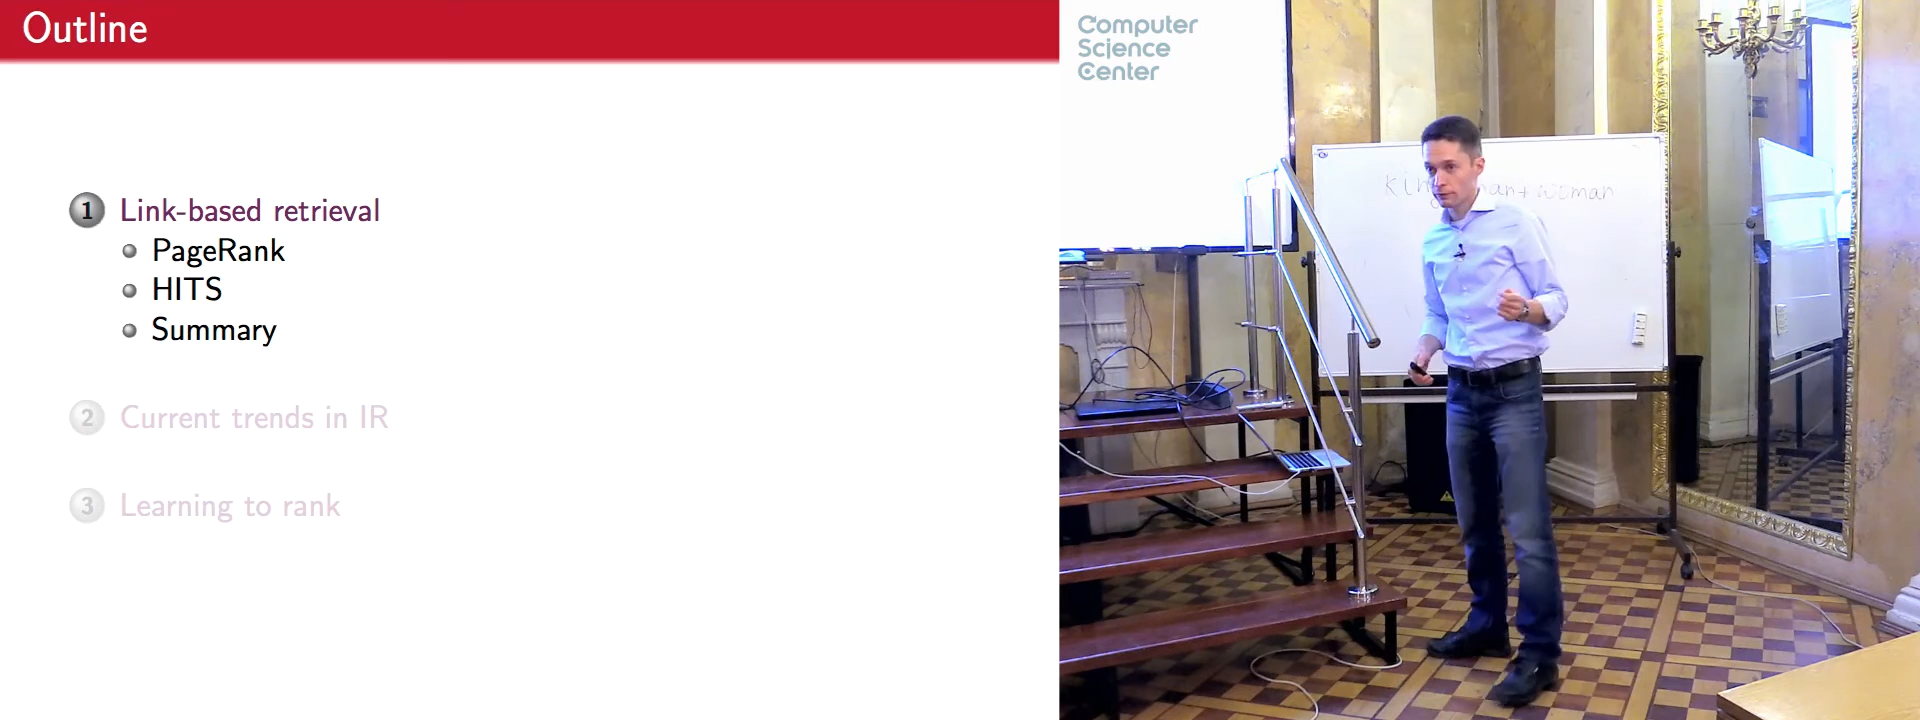 Outline
1 Link-based retrieval
PageRank
HITS
Summary
2 Current trends in IR
3 Learning to rank
Computer
Science
Center
woman